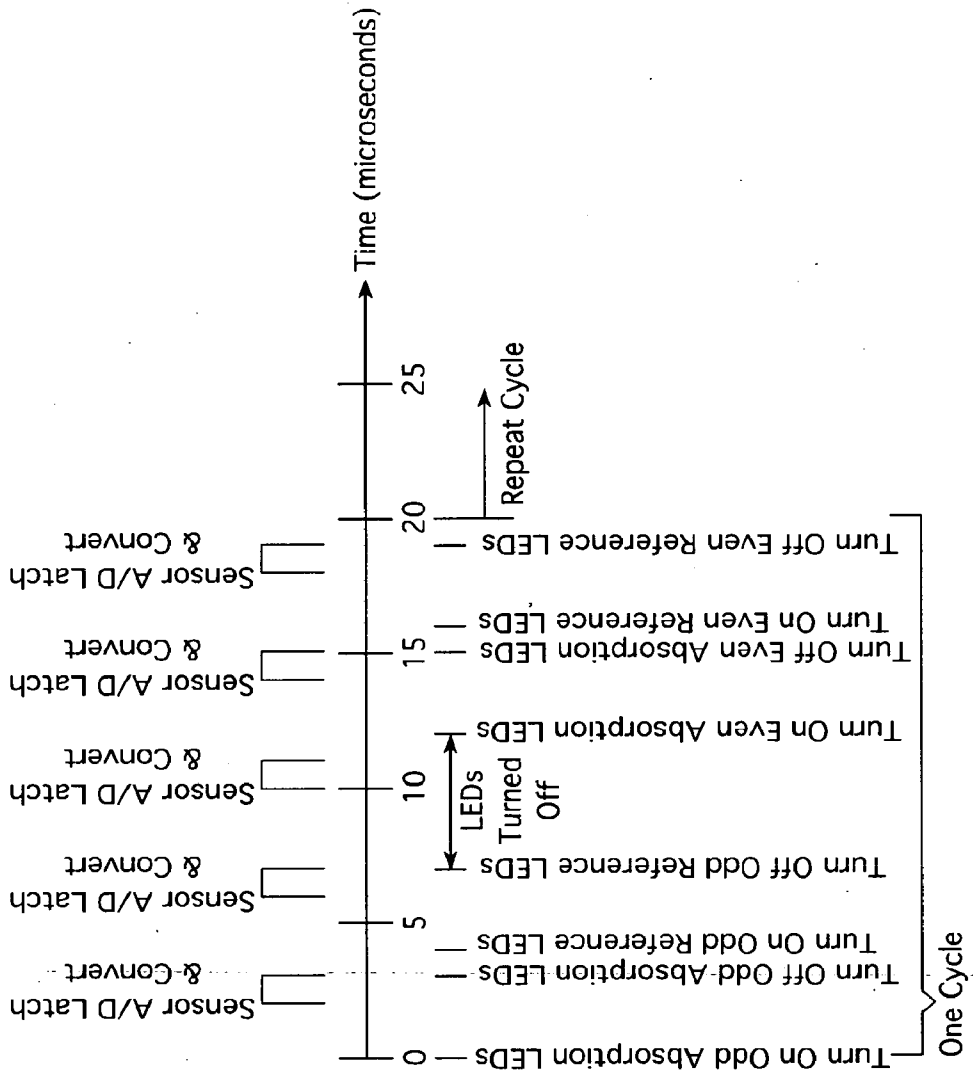 Sensor A/D Latch
& Convert
Sensor A/D Latch
& Convert
Sensor A/D Latch
& Convert
Sensor A/D Latch
& Convert
Sensor A/D Latch
& Convert
0
5
10
15
20
25
Time (microseconds)
Turn On Odd Absorption LEDs
Turn Off Odd Absorption LEDs
Turn On Odd Reference LEDs
Turn Off Odd Reference LEDs
LEDs
Turned
Off
Turn On Even Absorption LEDs
Turn Off Even Absorption LEDs
Turn On Even Reference LEDs
Turn Off Even Reference LEDs
Repeat Cycle
One Cycle